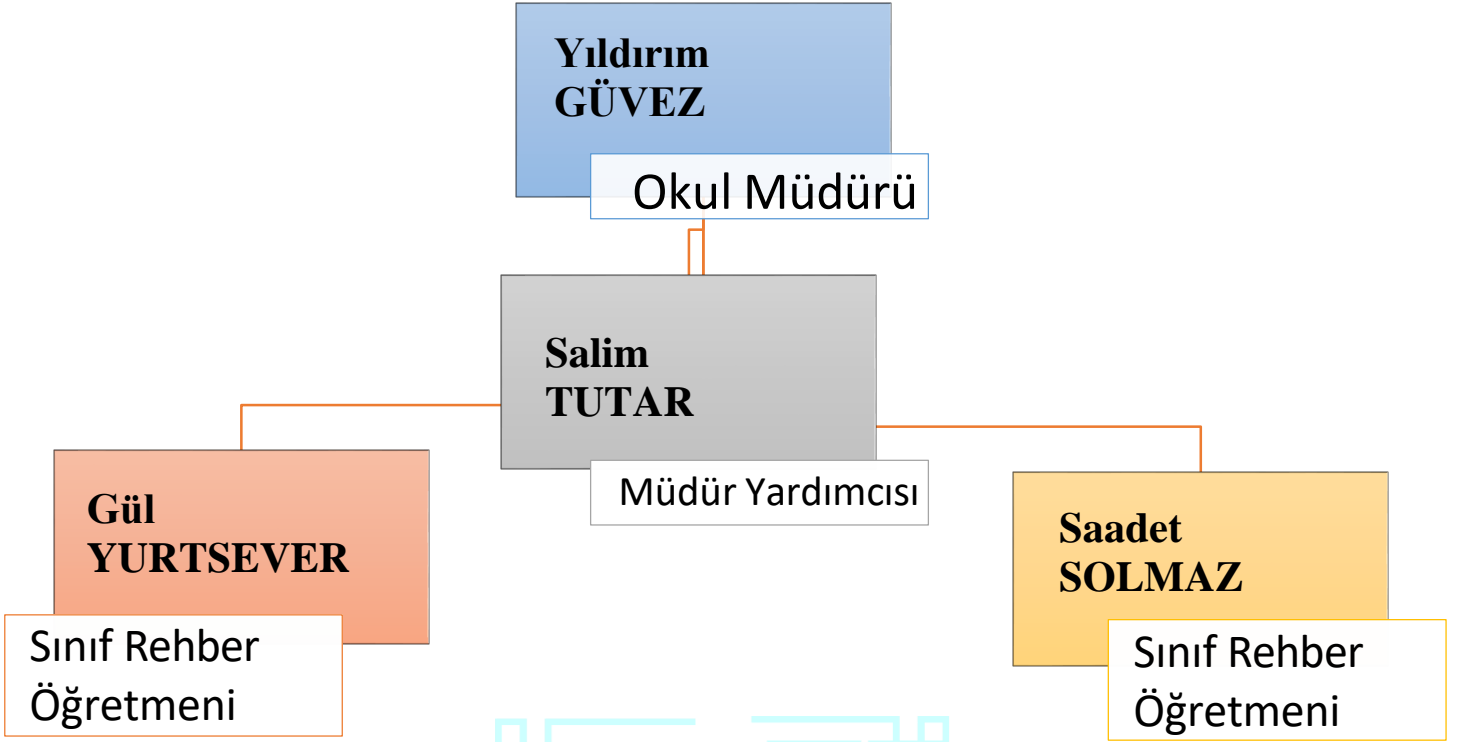 Yıldırım
GÜVEZ
Okul Müdürü
Salim
TUTAR
Müdür Yardımcısı
Gül
YURTSEVER
Sınıf Rehber
Öğretmeni
Saadet
SOLMAZ
Sınıf Rehber
Öğretmeni